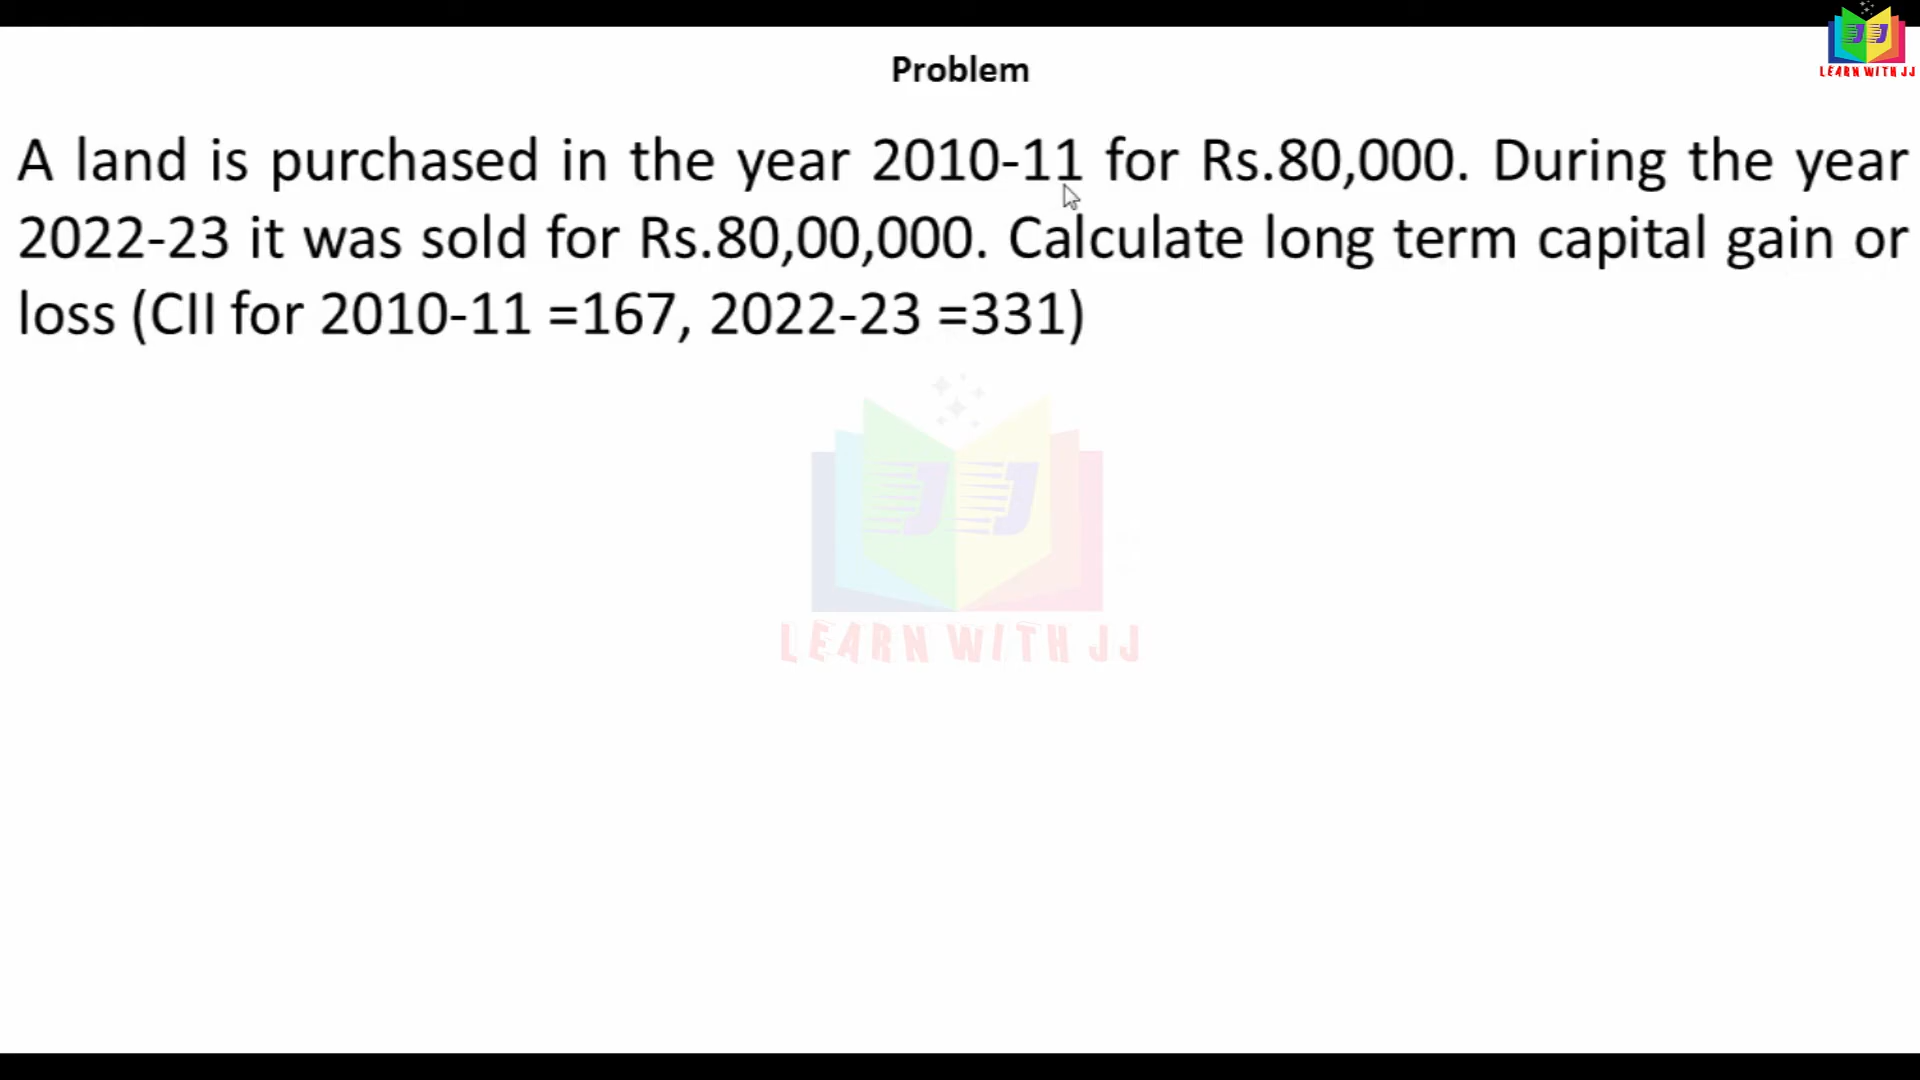 LEARN WITH JJ
Problem
A land is purchased in the year 2010-11 for Rs.80,000. During the year
2022-23 it was sold for Rs.80,00,000. Calculate long term capital gain or
loss (CII for 2010-11 =167, 2022-23 =331)
JJ
LEARN WITH JJ